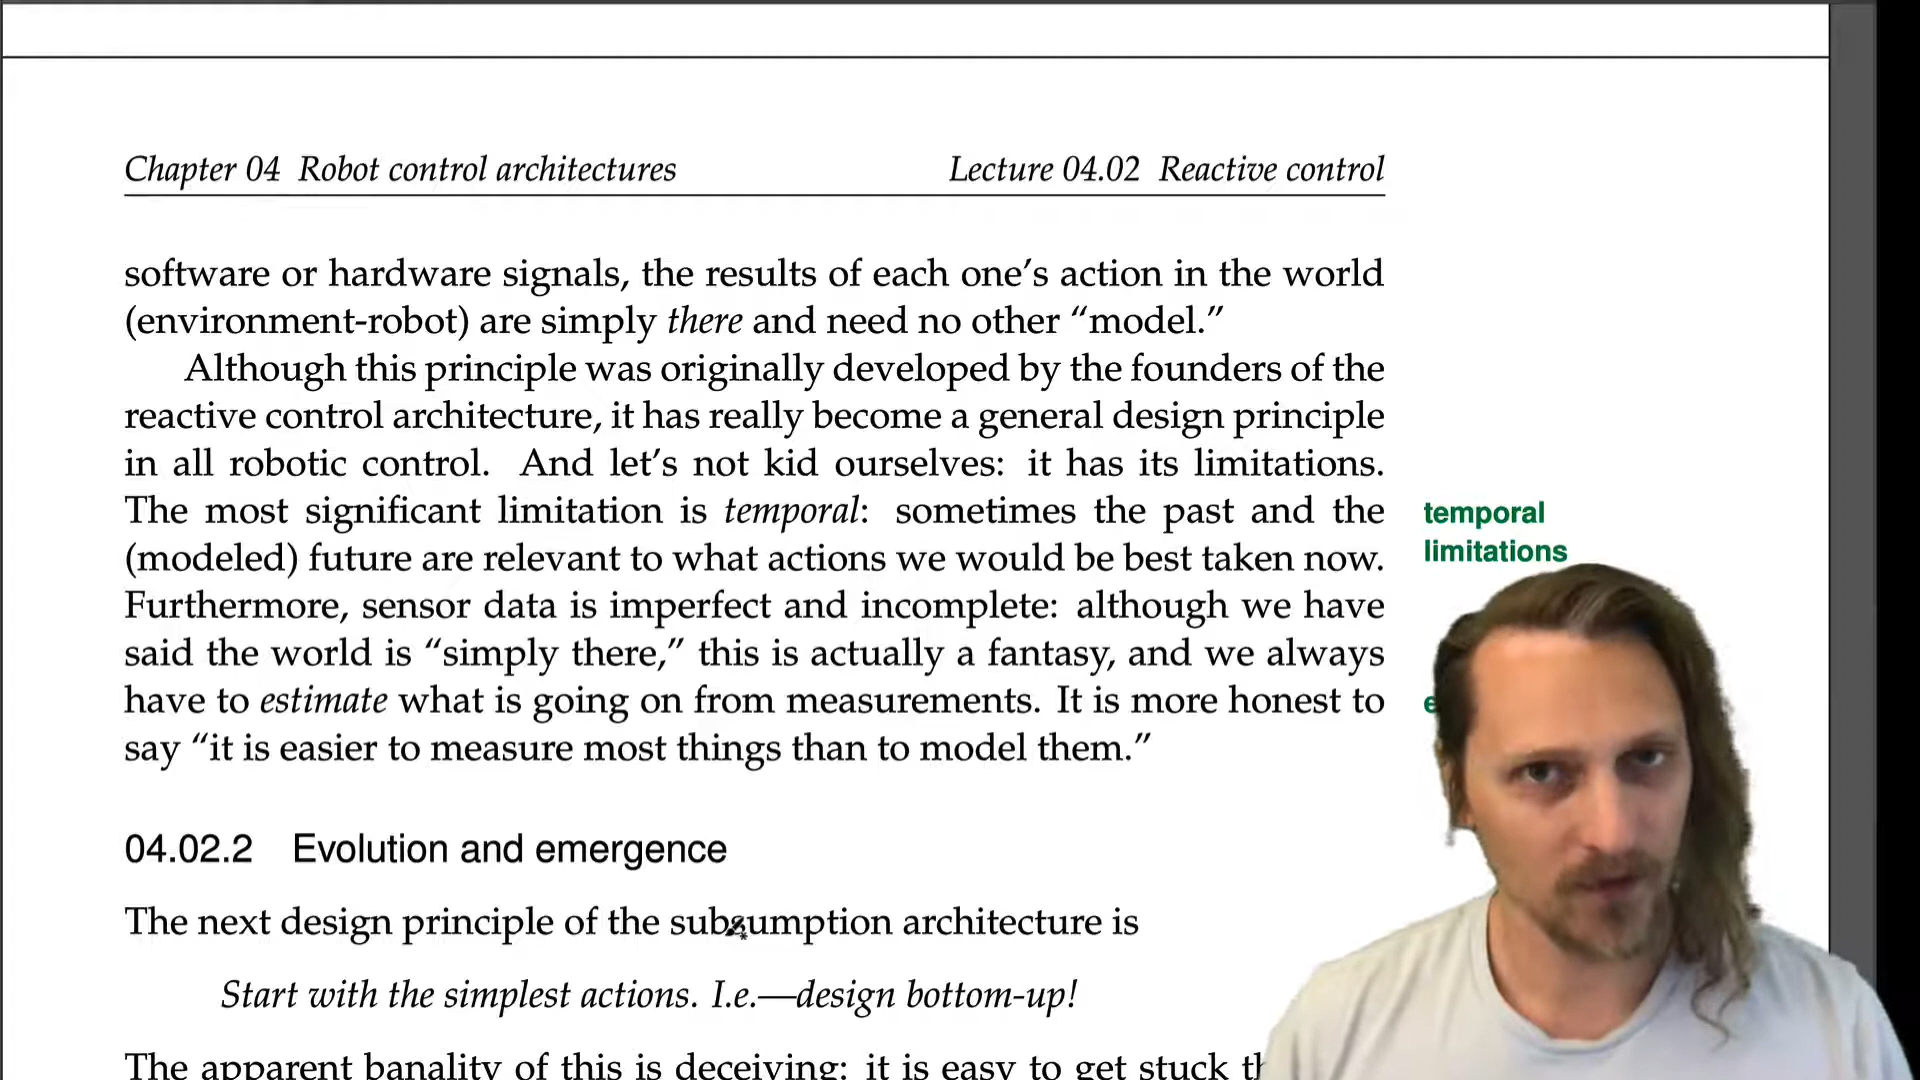 Chapter 04 Robot control architectures Lecture 04.02 Reactive control
software or hardware signals, the results of each one’s action in the world
(environment-robot) are simply there and need no other “model.”
Although this principle was originally developed by the founders of the
reactive control architecture, it has really become a general design principle
in all robotic control. And let’s not kid ourselves: it has its limitations.
The most significant limitation is temporal: sometimes the past and the
(modeled) future are relevant to what actions we would be best taken now.
Furthermore, sensor data is imperfect and incomplete: although we have
said the world is “simply there,” this is actually a fantasy, and we always
have to estimate what is going on from measurements. It is more honest to
say “it is easier to measure most things than to model them.”
temporal
limitations
04.02.2 Evolution and emergence
The next design principle of the subsumption architecture is
Start with the simplest actions. I.e.—design bottom-up!
The apparent banality of this is deceiving: it is easy to get stuck